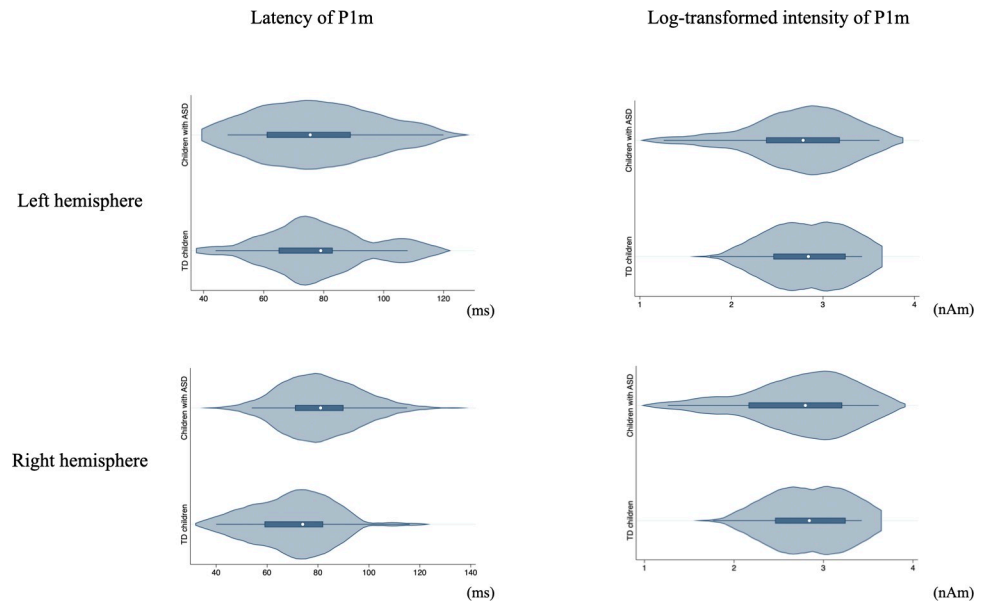 Latency of P1m
Log-transformed intensity of P1m
Left hemisphere
Children with ASD
TD children
40 60 80 100 120
(ms)
Children with ASD
TD children
1 2 3 4
(nAm)
Right hemisphere
Children with ASD
TD children
40 60 80 100 120 140
(ms)
Children with ASD
TD children
1 2 3 4
(nAm)